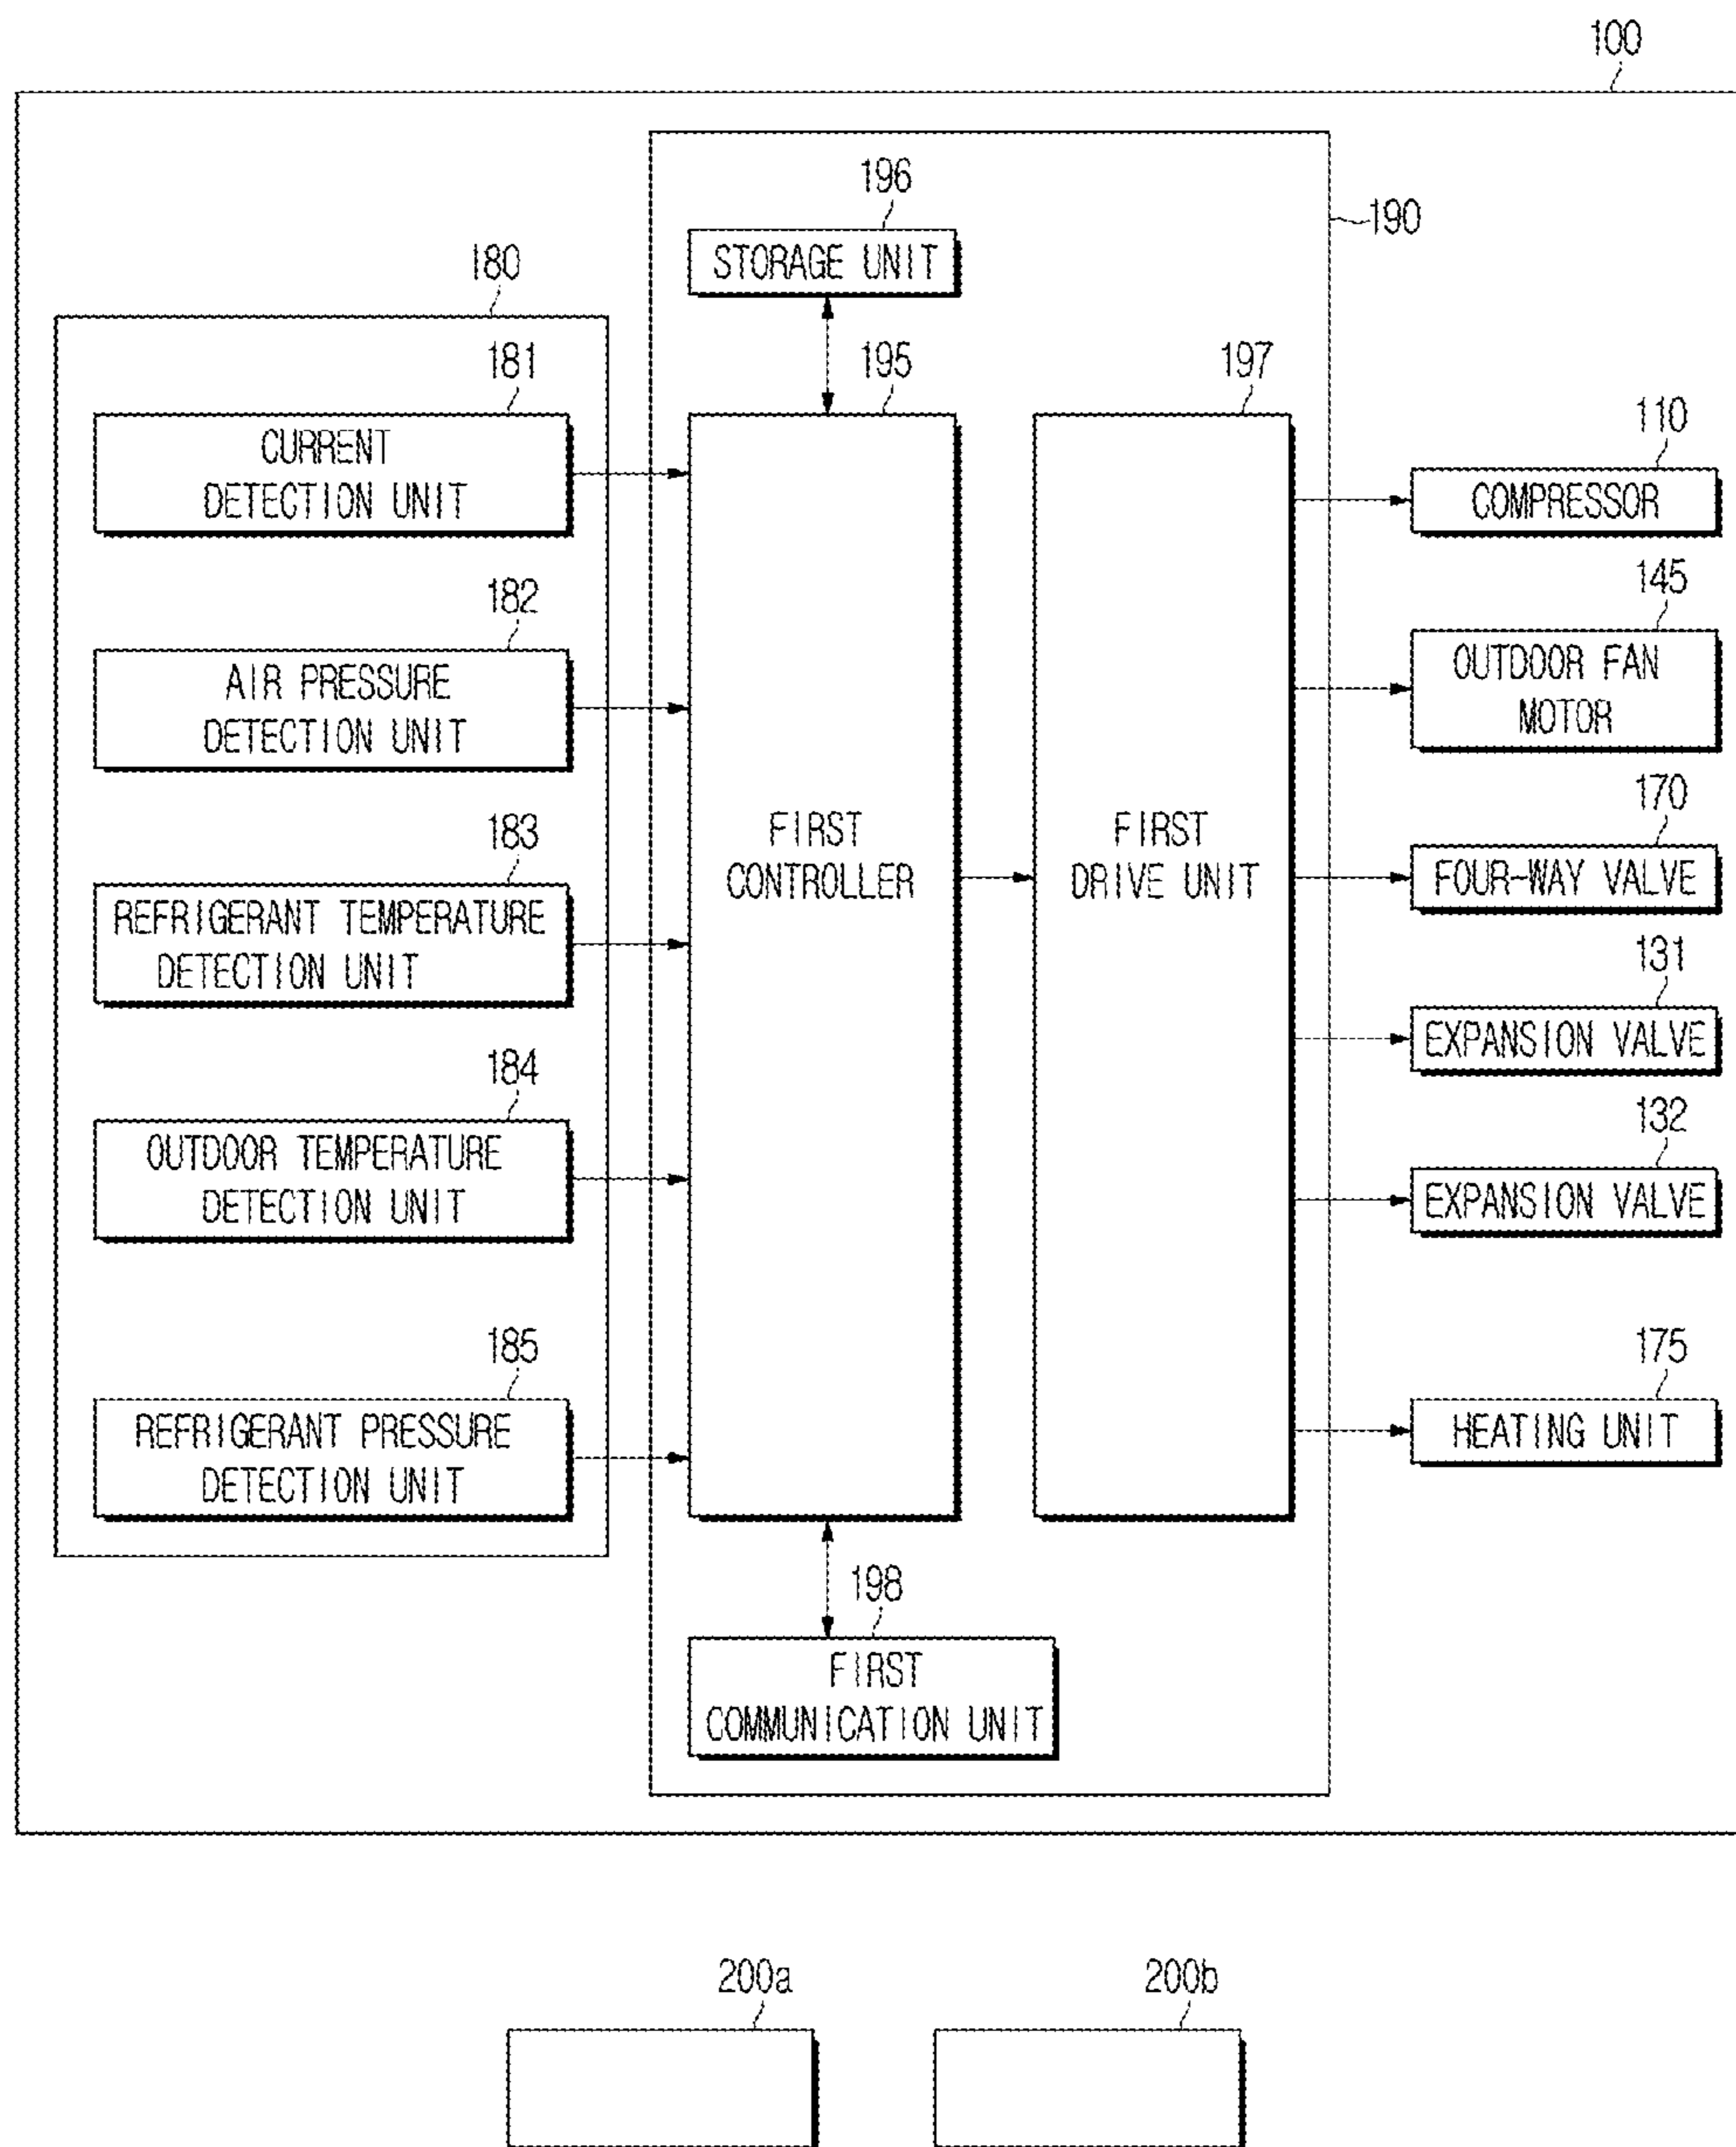 100
190
196
STORAGE UNIT
180
181
CURRENT
DETECTION UNIT
182
AIR PRESSURE
DETECTION UNIT
183
REFRIGERANT TEMPERATURE
DETECTION UNIT
184
OUTDOOR TEMPERATURE
DETECTION UNIT
185
REFRIGERANT PRESSURE
DETECTION UNIT
195
FIRST
CONTROLLER
197
FIRST
DRIVE UNIT
198
FIRST
COMMUNICATION UNIT
110
COMPRESSOR
145
OUTDOOR FAN
MOTOR
170
FOUR-WAY VALVE
131
EXPANSION VALVE
132
EXPANSION VALVE
175
HEATING UNIT
200a
200b